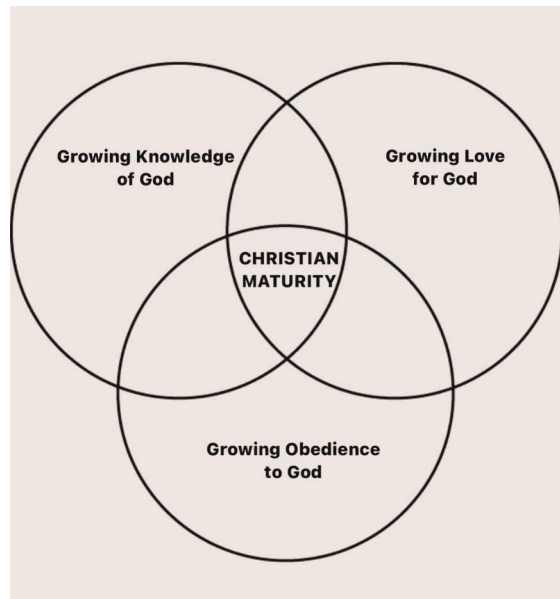 Growing Knowledge
of God
Growing Love
for God
CHRISTIAN
MATURITY
Growing Obedience
to God